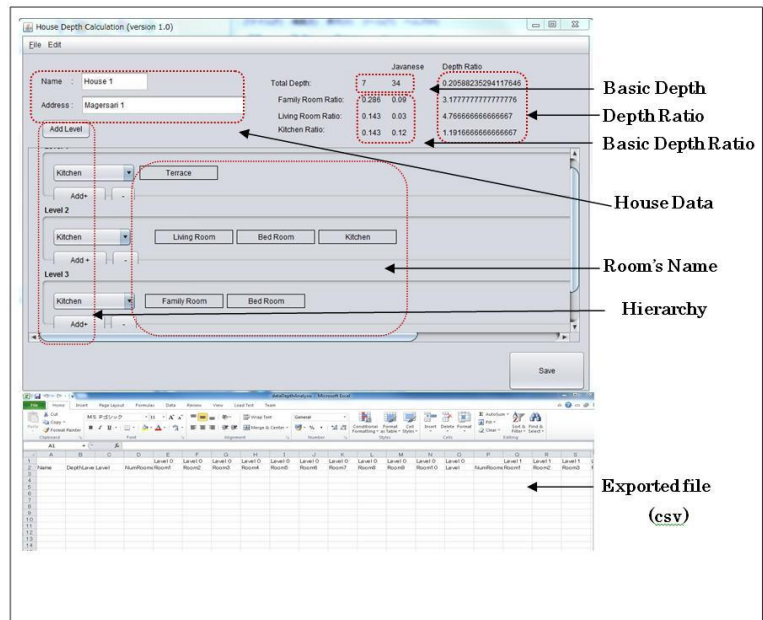 House Depth Calculation (version 1.0)
File Edit
Javanese Depth Ratio
Name : House 1
Total Depth: 7 34 0.20588235294117646
Basic Depth
Address : Magersari 1
Family Room Ratio: 0.286 0.09 3.1777777777777776
Depth Ratio
Living Room Ratio: 0.143 0.03 4.766666666666667
Kitchen Ratio: 0.143 0.12 1.1916666666666667
Basic Depth Ratio
Add Level
Kitchen Terrace
Add+ -
House Data
Level 2
Kitchen Living Room Bed Room Kitchen
Add + -
Room's Name
Level 3
Kitchen Family Room Bed Room
Hierarchy
Add+ -
Save
Microsoft Excel
File Home Insert Page Layout Formulas Data Review View Load Test Team
Cut
Copy
Format Painter
Wrap Text
General
Merge & Center
Conditional Formatting
Format as Table
Cell Styles
Insert Delete Format
AutoSum
Fill
Clear
Sort & Filter
Find & Select
Clipboard Font Alignment Number Styles Cells Editing
A1
A B C D E F G H I J K L M N O P Q R S
Level 0 Level 0 Level 0 Level 0 Level 0 Level 0 Level 0 Level 0 Level 0 Level 0 Level 1 Level 1 Level 1
Name Level NumRooms Room1 Room2 Room3 Room4 Room5 Room6 Room7 Room8 Room9 Room10 Level NumRooms Room1 Room2 Room3
Exported file
(csv)